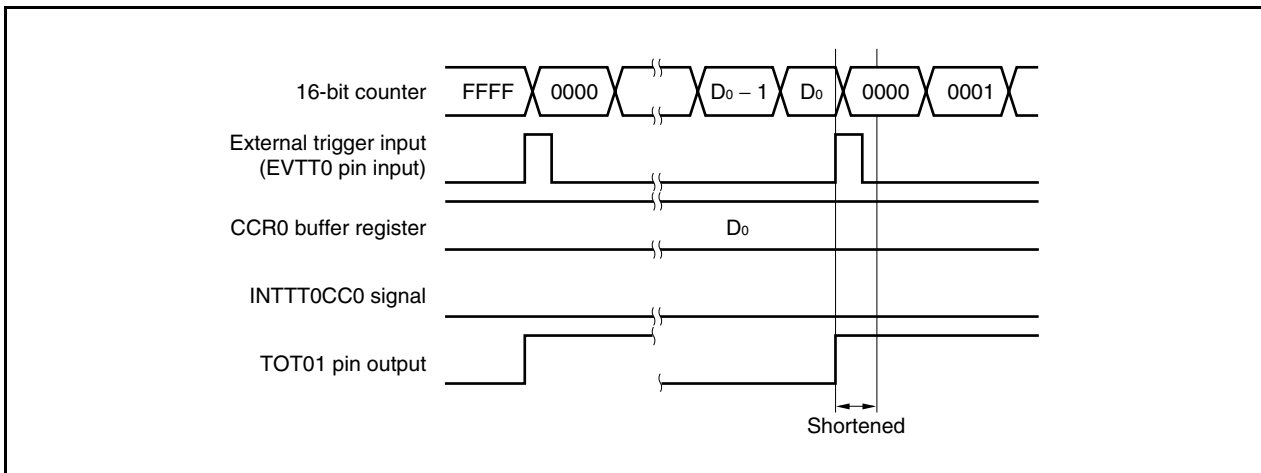 16-bit counter FFFF 0000 D0 − 1 D0 0000 0001
External trigger input
(EVTT0 pin input)
CCR0 buffer register D0
INTTT0CC0 signal
TOT01 pin output
Shortened